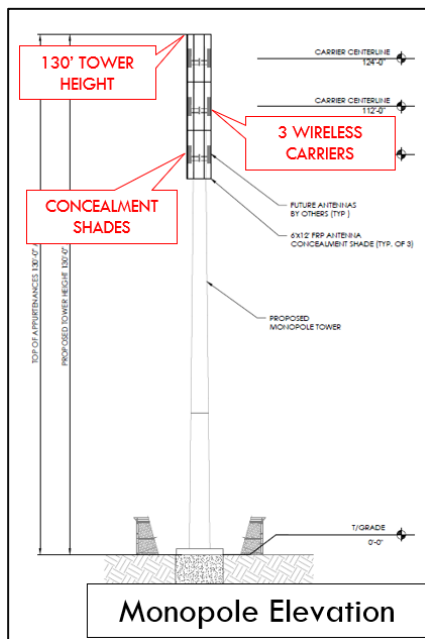 130' TOWER
HEIGHT
CARRIER CENTERLINE
124'-0"
CARRIER CENTERLINE
112'-0"
3 WIRELESS
CARRIERS
CONCEALMENT
SHADES
FUTURE ANTENNAS
BY OTHERS (TYP )
6'X12' FRP ANTENNA
CONCEALMENT SHADE (TYP. OF 3)
TOP OF APPURTENANCES 130'-0"
PROPOSED TOWER HEIGHT 130'-0"
PROPOSED
MONOPOLE TOWER
T/GRADE
0'-0"
Monopole Elevation